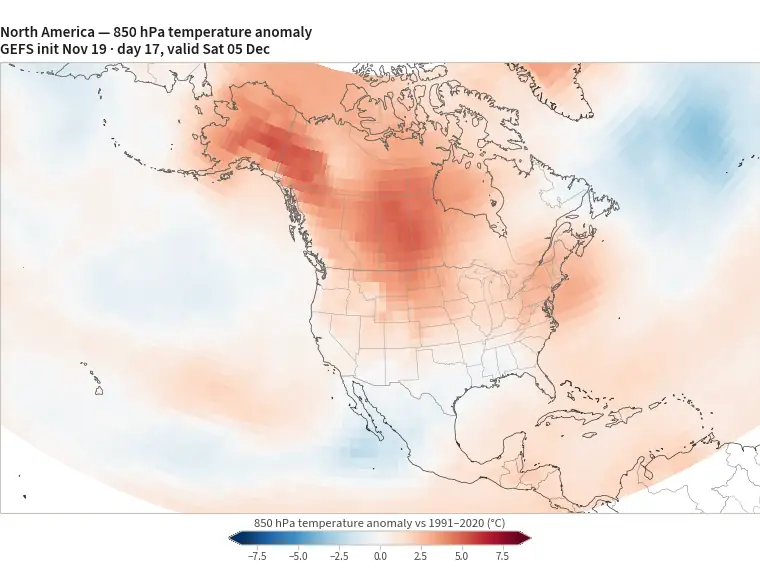 North America — 850 hPa temperature anomaly
GEFS init Nov 19 · day 17, valid Sat 05 Dec
850 hPa temperature anomaly vs 1991–2020 (°C)
−7.5 −5.0 −2.5 0.0 2.5 5.0 7.5